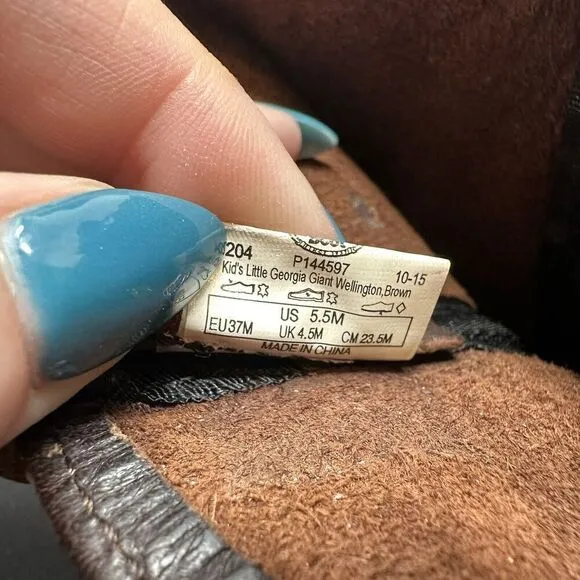 204
P144597 10-15
Kid's Little Georgia Giant Wellington,Brown
US 5.5M
EU37M UK 4.5M CM 23.5M
MADE IN CHINA